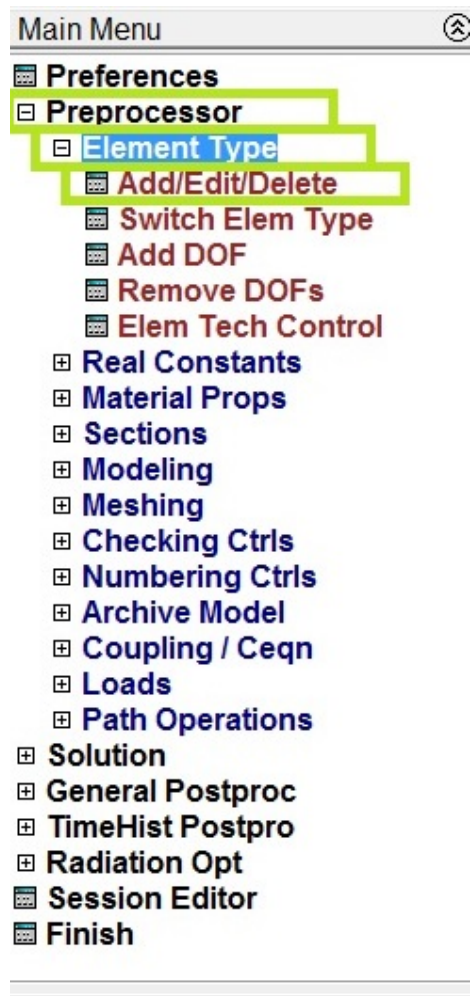 Main Menu
Preferences
Preprocessor
Element Type
Add/Edit/Delete
Switch Elem Type
Add DOF
Remove DOFs
Elem Tech Control
Real Constants
Material Props
Sections
Modeling
Meshing
Checking Ctrls
Numbering Ctrls
Archive Model
Coupling / Ceqn
Loads
Path Operations
Solution
General Postproc
TimeHist Postpro
Radiation Opt
Session Editor
Finish